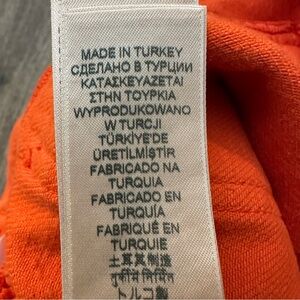 MADE IN TURKEY
СДЕЛАНО В ТУРЦИИ
ΚΑΤΑΣΚΕΥΑΖΕΤΑΙ
ΣΤΗΝ ΤΟΥΡΚΙΑ
WYPRODUKOWANO
W TURCJI
TÜRKİYE'DE
ÜRETİLMİŞTİR
FABRICADO NA
TURQUIA
FABRICADO EN
TURQUÍA
FABRIQUÉ EN
TURQUIE
土耳其制造
तुर्की में निर्मित
トルコ製